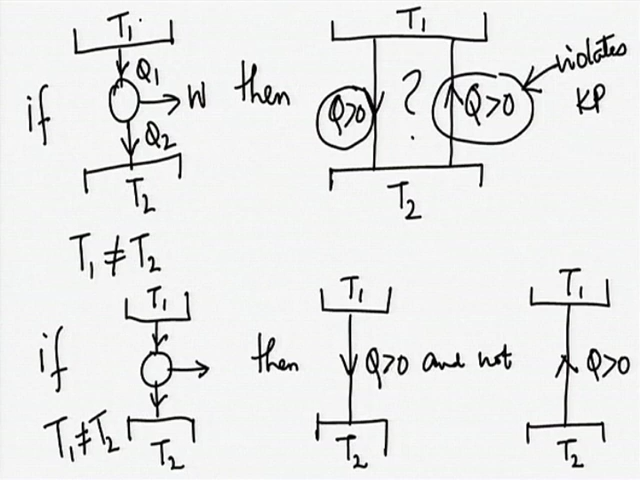 T₁
Q₁
if
W
Q₂
T₂
T₁ ≠ T₂
then
T₁
Q>0
?
Q>0
violates
KP
T₂
if
T₁
T₂
T₁ ≠ T₂
then
T₁
Q>0
T₂
and not
T₁
Q>0
T₂